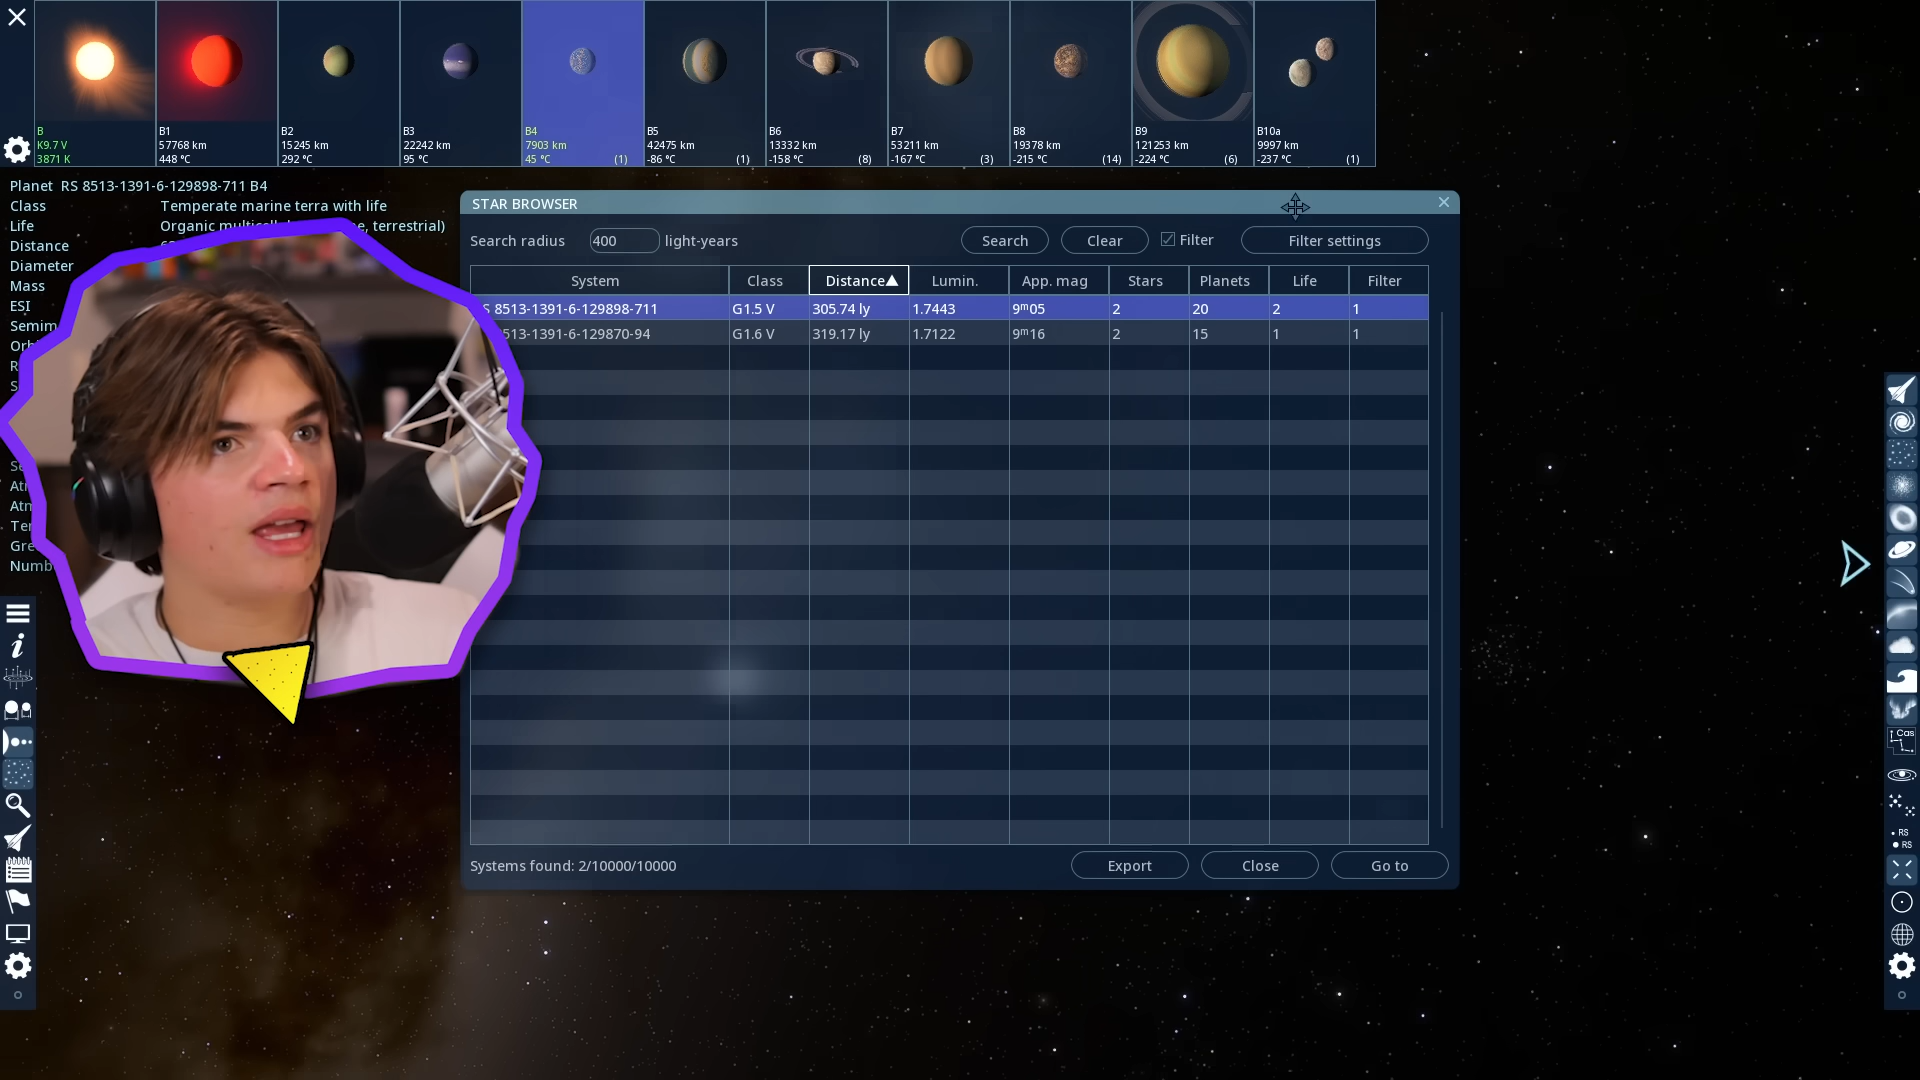 B
K9.7 V
3871 K
B1
57768 km
448 °C
B2
15245 km
292 °C
B3
22242 km
95 °C
B4
7903 km
45 °C (1)
B5
42475 km
-86 °C (1)
B6
13332 km
-158 °C (8)
B7
53211 km
-167 °C (3)
B8
19378 km
-215 °C (14)
B9
121253 km
-224 °C (6)
B10a
9997 km
-237 °C (1)
Planet RS 8513-1391-6-129898-711 B4
Class Temperate marine terra with life
Life Organic terrestrial)
Distance
Diameter
Mass
ESI
STAR BROWSER
Search radius 400 light-years Search Clear Filter Filter settings
System Class Distance▲ Lumin. App. mag Stars Planets Life Filter
8513-1391-6-129898-711 G1.5 V 305.74 ly 1.7443 9ᵐ05 2 20 2 1
513-1391-6-129870-94 G1.6 V 319.17 ly 1.7122 9ᵐ16 2 15 1 1
Systems found: 2/10000/10000 Export Close Go to
Cas
RS
RS